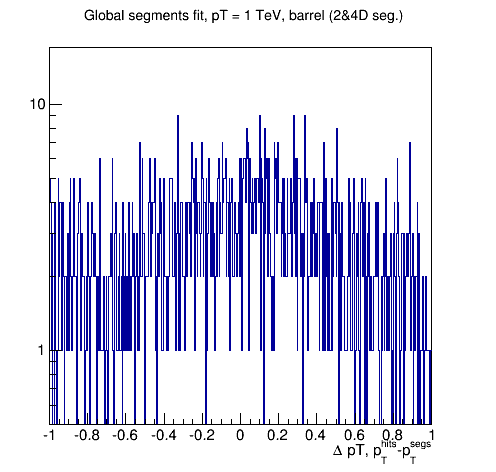 Global segments fit, pT = 1 TeV, barrel (2&4D seg.)
10
1
-1 -0.8 -0.6 -0.4 -0.2 0 0.2 0.4 0.6 0.8 1
Δ pT, p_T^hits-p_T^segs